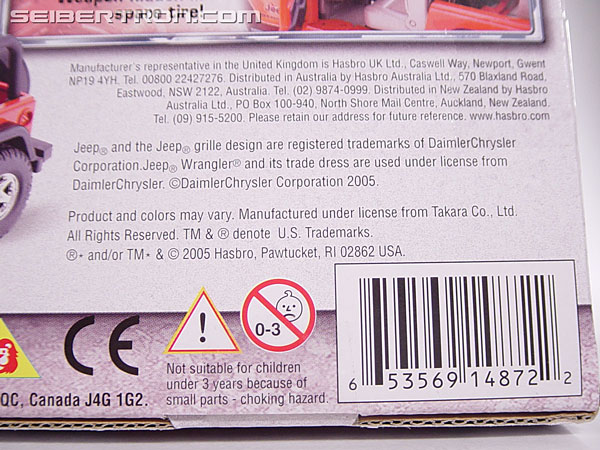 SEIBERTRON.COM
Jeep
spare tire!
Manufacturer's representative in the United Kingdom is Hasbro UK Ltd., Caswell Way, Newport, Gwent
NP19 4YH. Tel. 00800 22427276. Distributed in Australia by Hasbro Australia Ltd., 570 Blaxland Road,
Eastwood, NSW 2122, Australia. Tel. (02) 9874-0999. Distributed in New Zealand by Hasbro
Australia Ltd., PO Box 100-940, North Shore Mail Centre, Auckland, New Zealand.
Tel. (09) 915-5200. Please retain our address for future reference. www.hasbro.com
Jeep® and the Jeep® grille design are registered trademarks of DaimlerChrysler
Corporation.Jeep® Wrangler® and its trade dress are used under license from
DaimlerChrysler. ©DaimlerChrysler Corporation 2005.
Product and colors may vary. Manufactured under license from Takara Co., Ltd.
All Rights Reserved. TM & ® denote U.S. Trademarks.
®* and/or TM* & © 2005 Hasbro, Pawtucket, RI 02862 USA.
CE
!
0-3
Not suitable for children
under 3 years because of
small parts - choking hazard.
QC, Canada J4G 1G2.
6 53569 14872 2